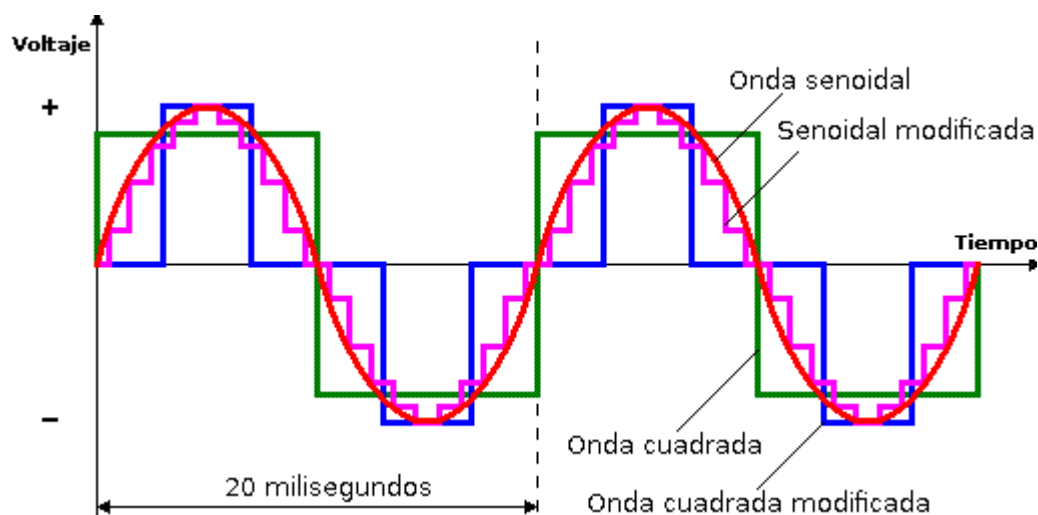 Voltaje
+
Onda senoidal
Senoidal modificada
Tiempo
−
Onda cuadrada
20 milisegundos
Onda cuadrada modificada